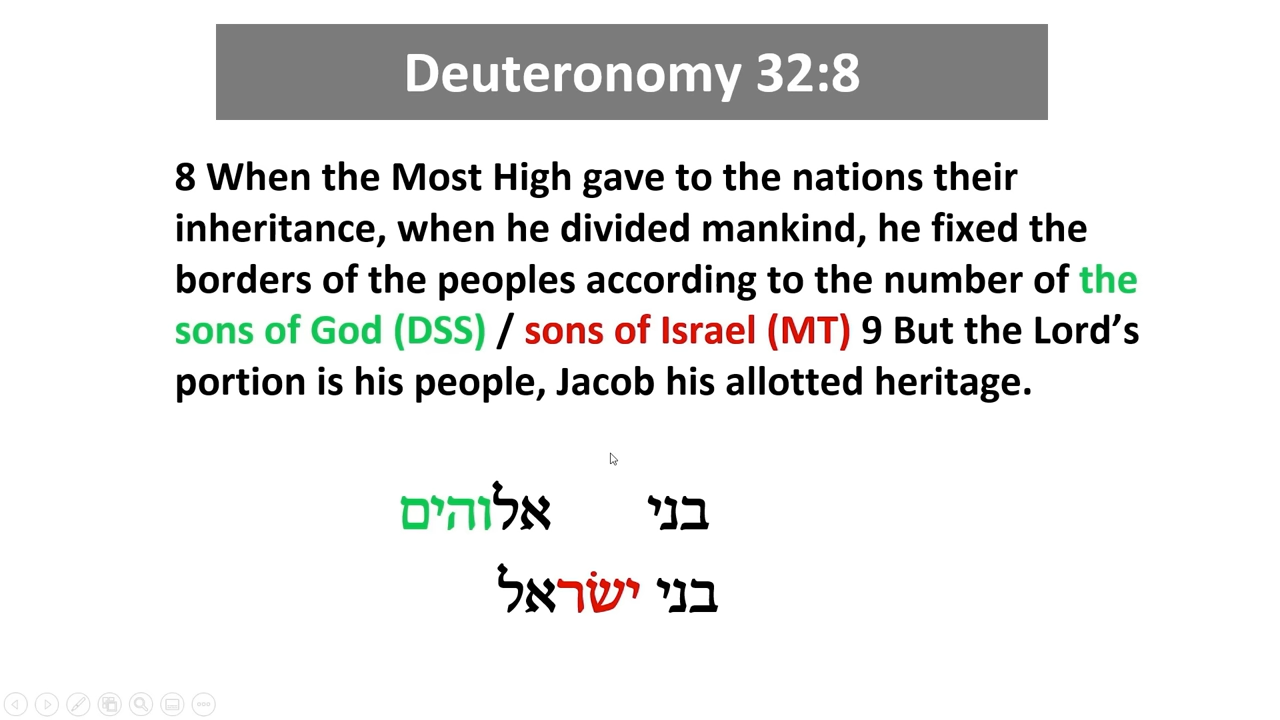 Deuteronomy 32:8
8 When the Most High gave to the nations their
inheritance, when he divided mankind, he fixed the
borders of the peoples according to the number of the
sons of God (DSS) / sons of Israel (MT) 9 But the Lord’s
portion is his people, Jacob his allotted heritage.
בני אלוהים
בני ישׂראל